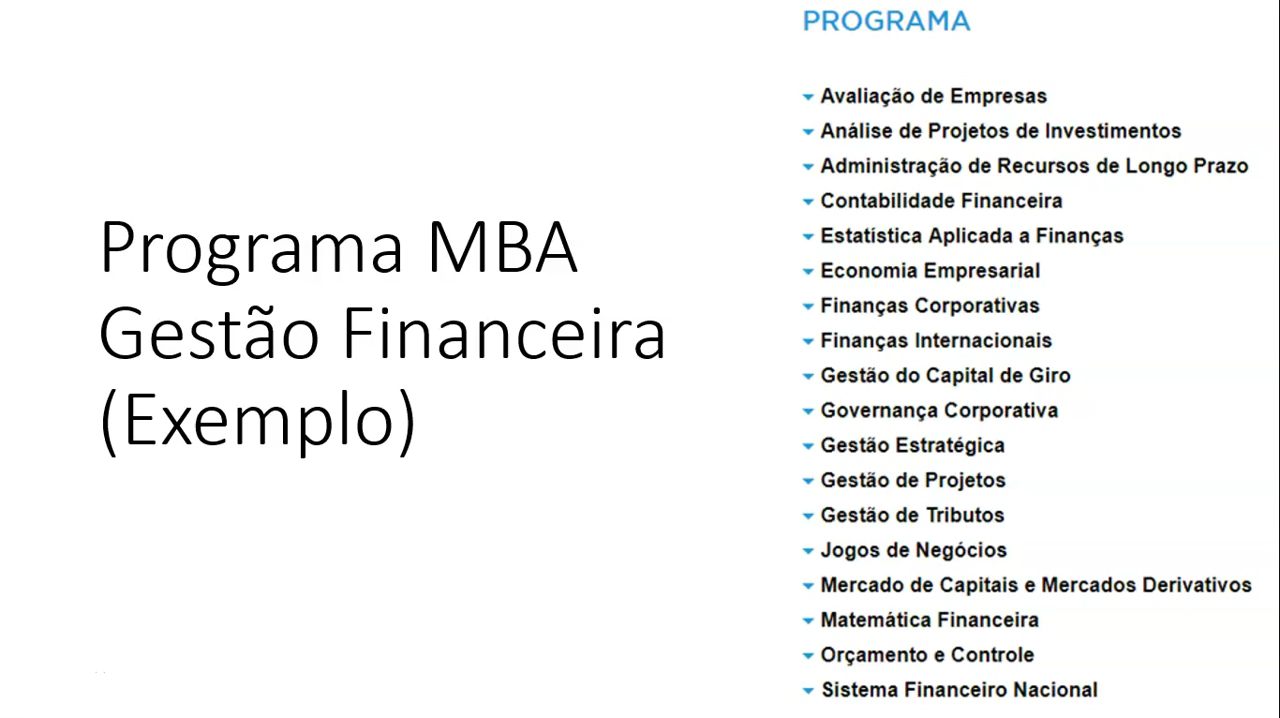 Programa MBA
Gestão Financeira
(Exemplo)
PROGRAMA
Avaliação de Empresas
Análise de Projetos de Investimentos
Administração de Recursos de Longo Prazo
Contabilidade Financeira
Estatística Aplicada a Finanças
Economia Empresarial
Finanças Corporativas
Finanças Internacionais
Gestão do Capital de Giro
Governança Corporativa
Gestão Estratégica
Gestão de Projetos
Gestão de Tributos
Jogos de Negócios
Mercado de Capitais e Mercados Derivativos
Matemática Financeira
Orçamento e Controle
Sistema Financeiro Nacional